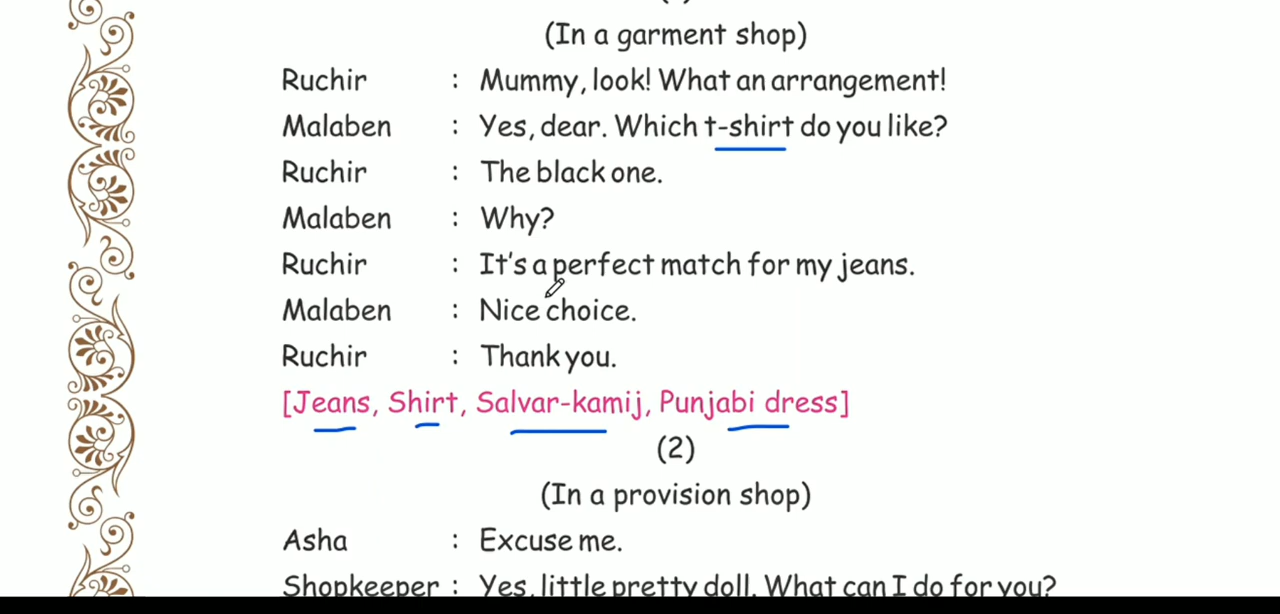 (In a garment shop)
Ruchir : Mummy, look! What an arrangement!
Malaben : Yes, dear. Which t-shirt do you like?
Ruchir : The black one.
Malaben : Why?
Ruchir : It's a perfect match for my jeans.
Malaben : Nice choice.
Ruchir : Thank you.
[Jeans, Shirt, Salvar-kamij, Punjabi dress]
(2)
(In a provision shop)
Asha : Excuse me.
Shopkeeper : Yes, little pretty doll. What can I do for you?